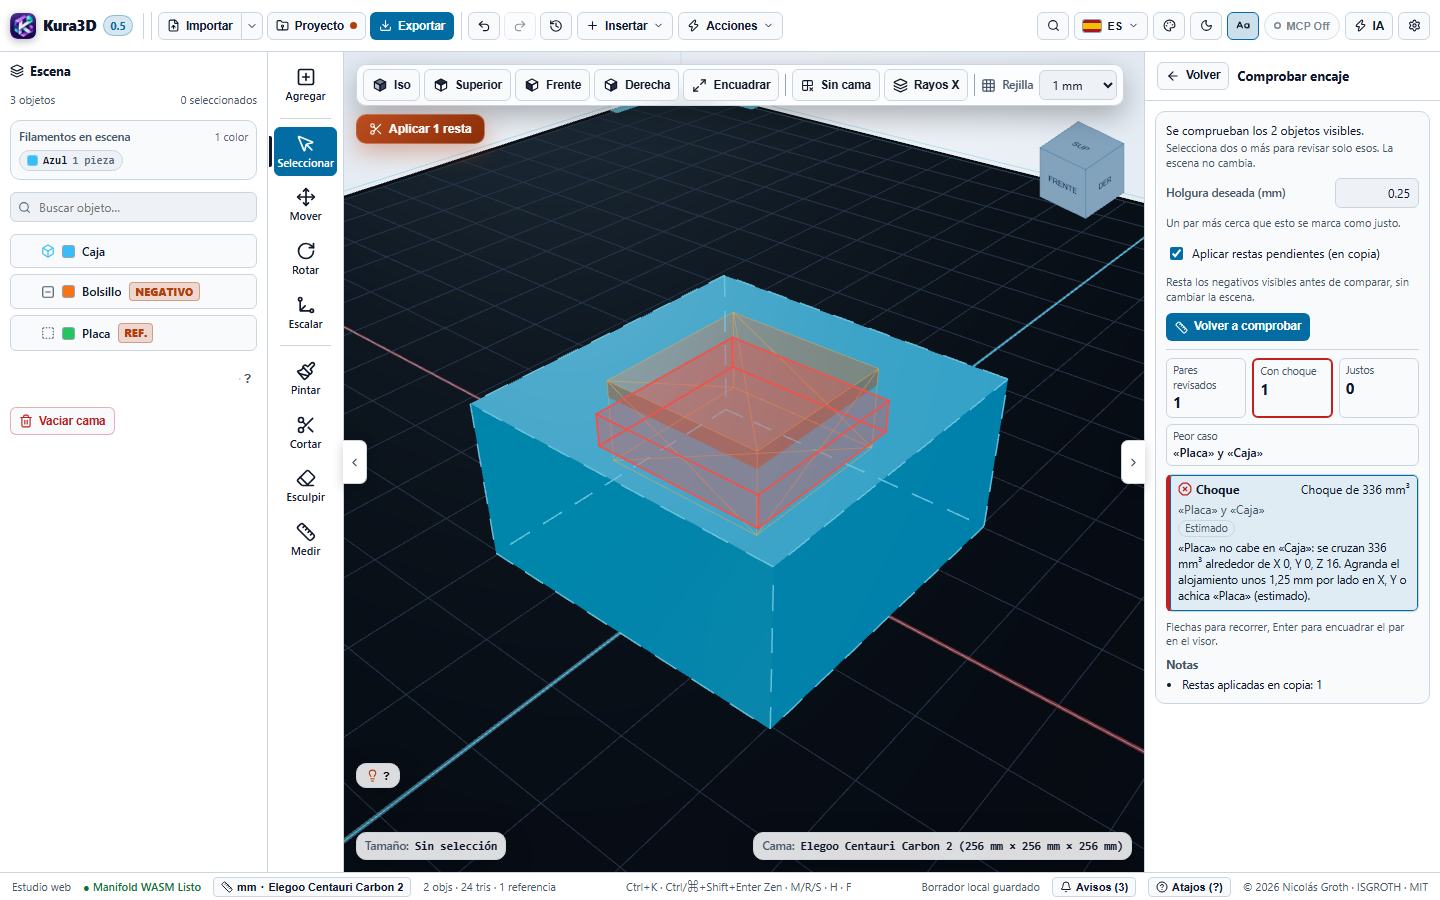 Kura3D 0.5
Importar
Proyecto
Exportar
Insertar
Acciones
ES
Aa
MCP Off
IA
Escena
3 objetos 0 seleccionados
Filamentos en escena 1 color
Azul 1 pieza
Buscar objeto...
Caja
Bolsillo NEGATIVO
Placa REF.
· ?
Vaciar cama
Agregar
Seleccionar
Mover
Rotar
Escalar
Pintar
Cortar
Esculpir
Medir
Iso
Superior
Frente
Derecha
Encuadrar
Sin cama
Rayos X
Rejilla 1 mm
Aplicar 1 resta
SUP
FRENTE
DER
?
Tamaño: Sin selección
Cama: Elegoo Centauri Carbon 2 (256 mm × 256 mm × 256 mm)
Volver Comprobar encaje
Se comprueban los 2 objetos visibles.
Selecciona dos o más para revisar solo esos. La
escena no cambia.
Holgura deseada (mm) 0.25
Un par más cerca que esto se marca como justo.
Aplicar restas pendientes (en copia)
Resta los negativos visibles antes de comparar, sin
cambiar la escena.
Volver a comprobar
Pares
revisados
1
Con choque
1
Justos
0
Peor caso
«Placa» y «Caja»
Choque Choque de 336 mm³
«Placa» y «Caja»
Estimado
«Placa» no cabe en «Caja»: se cruzan 336
mm³ alrededor de X 0, Y 0, Z 16. Agranda el
alojamiento unos 1,25 mm por lado en X, Y o
achica «Placa» (estimado).
Flechas para recorrer, Enter para encuadrar el par
en el visor.
Notas
• Restas aplicadas en copia: 1
Estudio web
Manifold WASM Listo
mm · Elegoo Centauri Carbon 2
2 objs · 24 tris · 1 referencia
Ctrl+K · Ctrl/⌘+Shift+Enter Zen · M/R/S · H · F
Borrador local guardado
Avisos (3)
Atajos (?)
© 2026 Nicolás Groth · ISGROTH · MIT